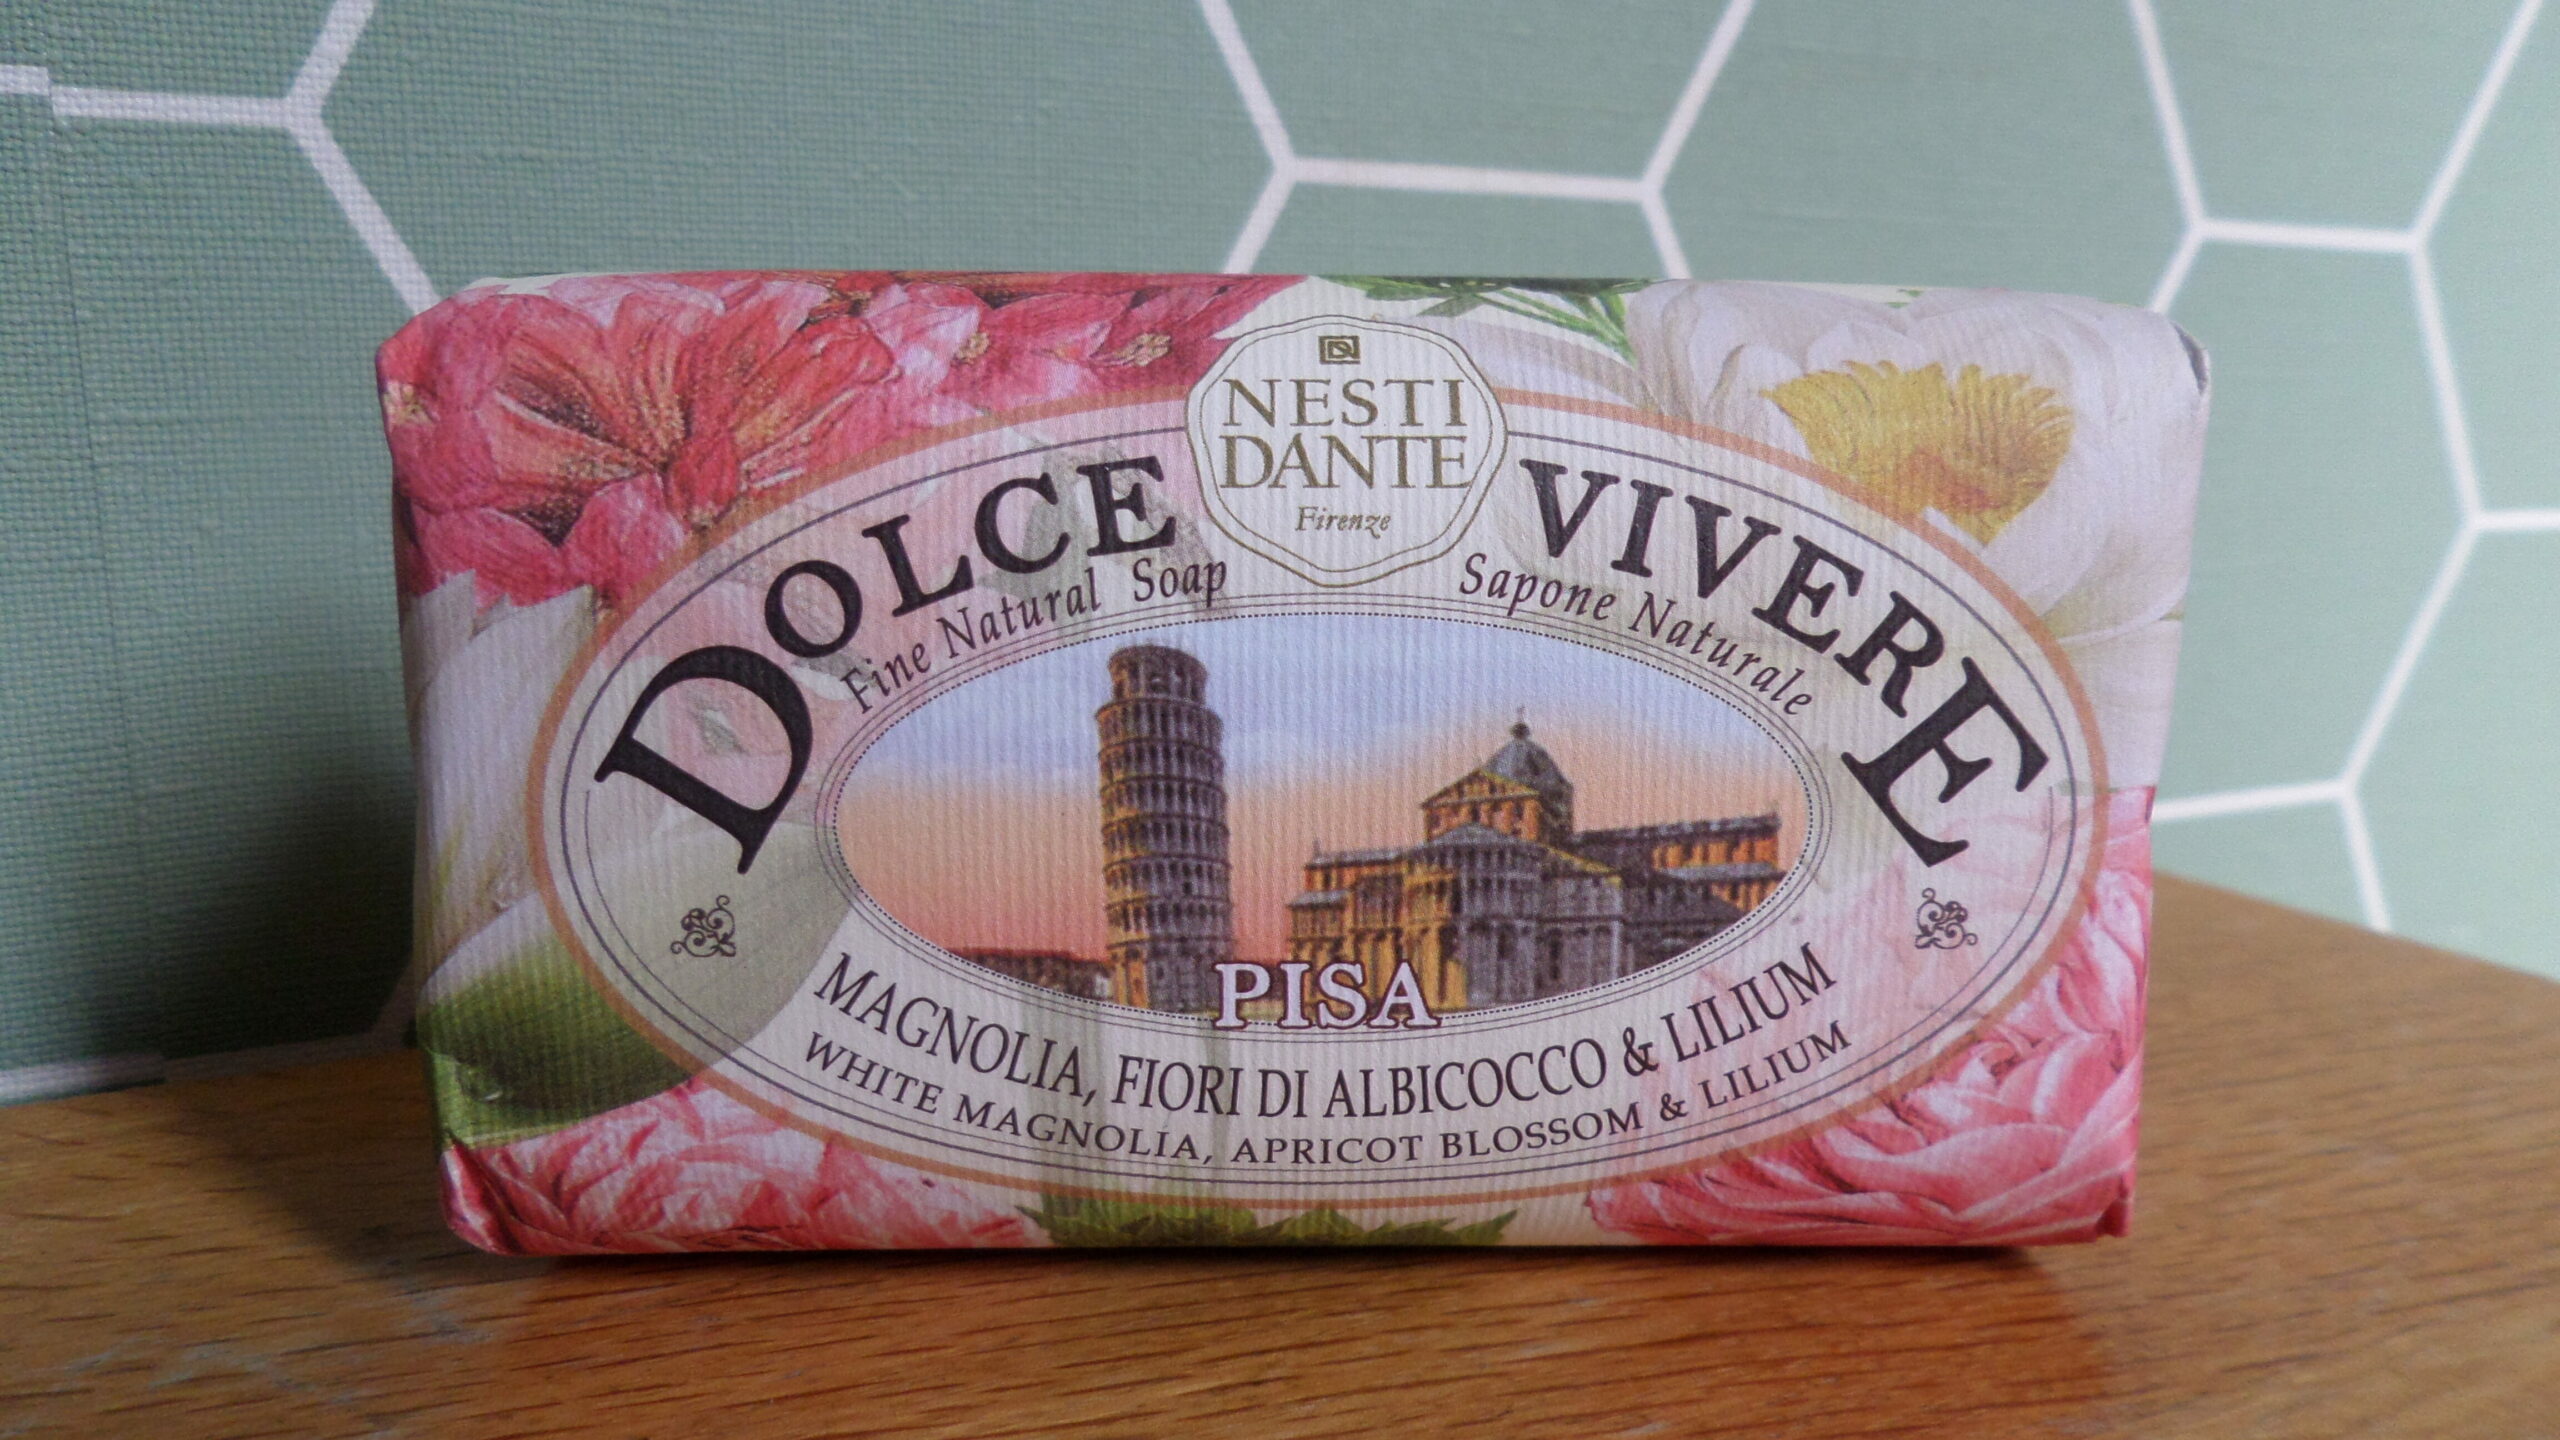 NESTI
DANTE
Firenze
DOLCE VIVERE
Fine Natural Soap
Sapone Naturale
PISA
MAGNOLIA, FIORI DI ALBICOCCO & LILIUM
WHITE MAGNOLIA, APRICOT BLOSSOM & LILIUM